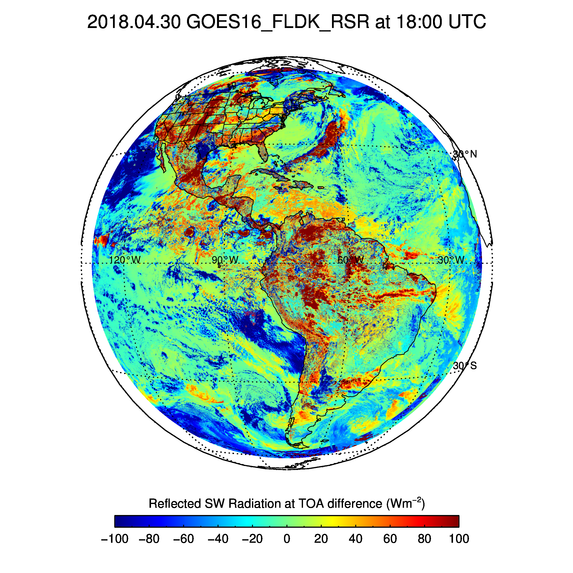 2018.04.30 GOES16_FLDK_RSR at 18:00 UTC
30°N
120°W 90°W 60°W 30°W
30°S
Reflected SW Radiation at TOA difference (Wm⁻²)
−100 −80 −60 −40 −20 0 20 40 60 80 100